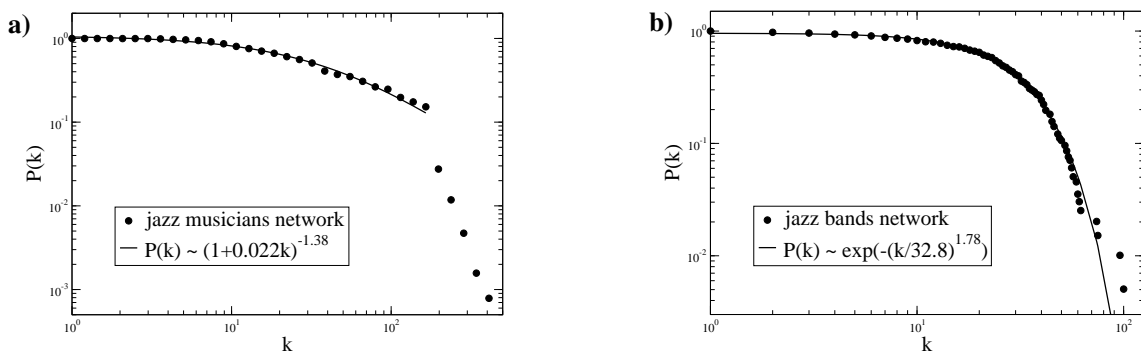 a)
P(k)
10^0
10^-1
10^-2
10^-3
jazz musicians network
P(k) ~ (1+0.022k)^-1.38
10^0 10^1 10^2
k
b)
P(k)
10^0
10^-1
10^-2
jazz bands network
P(k) ~ exp(-(k/32.8)^1.78)
10^0 10^1 10^2
k